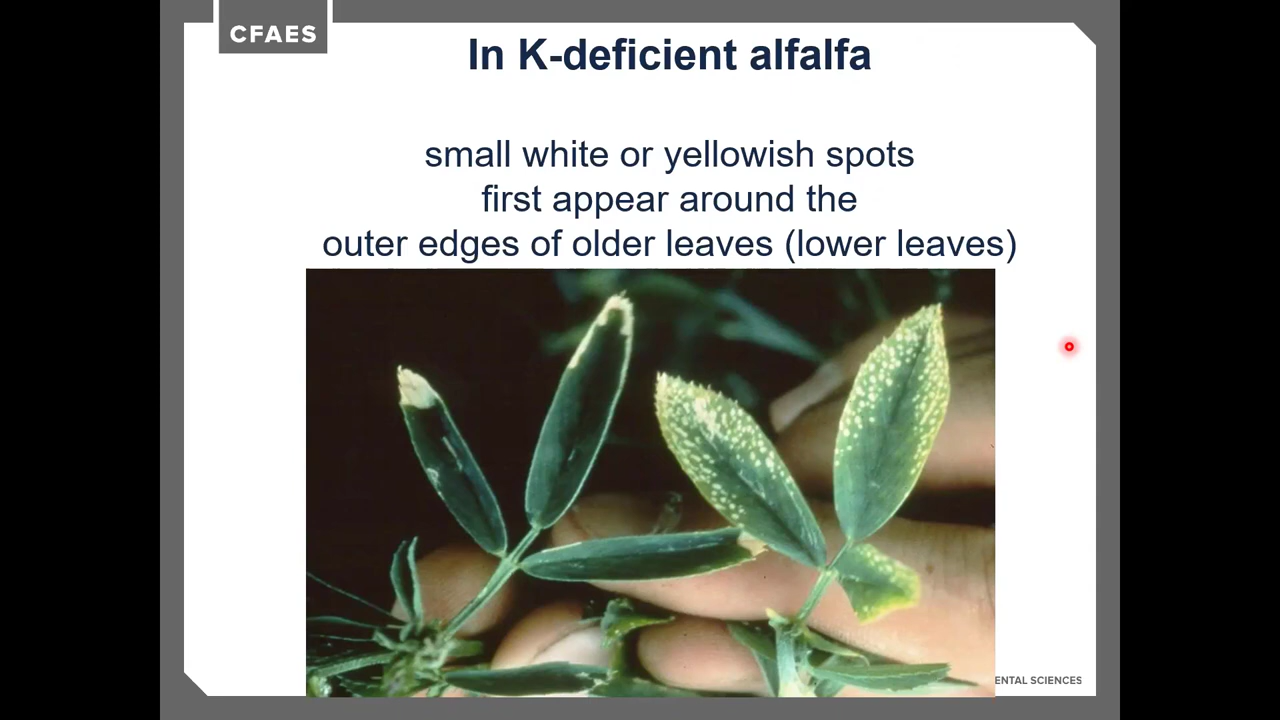 CFAES
In K-deficient alfalfa
small white or yellowish spots
first appear around the
outer edges of older leaves (lower leaves)
ENTAL SCIENCES